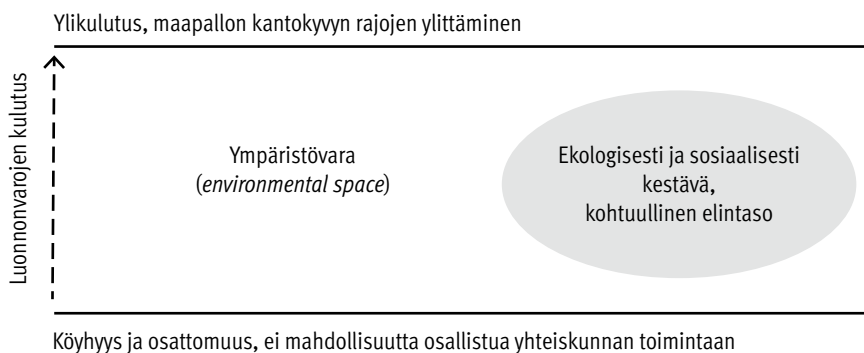 Ylikulutus, maapallon kantokyvyn rajojen ylittäminen
Luonnonvarojen kulutus
Ympäristövara
(environmental space)
Ekologisesti ja sosiaalisesti
kestävä,
kohtuullinen elintaso
Köyhyys ja osattomuus, ei mahdollisuutta osallistua yhteiskunnan toimintaan